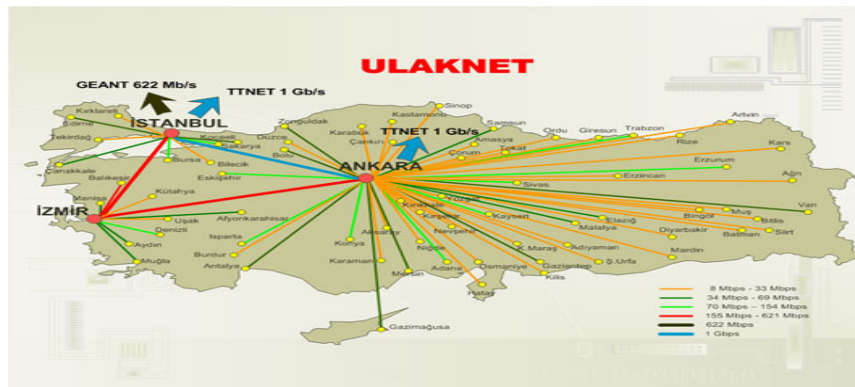 ULAKNET
GEANT 622 Mb/s
TTNET 1 Gb/s
Kırklareli
Edirne
İSTANBUL
Tekirdağ
Kocaeli
Sakarya
Düzce
Bolu
Zonguldak
Karabük
Kastamonu
Çankırı
Sinop
TTNET 1 Gb/s
Samsun
Amasya
Çorum
Tokat
Ordu
Giresun
Trabzon
Rize
Artvin
Kars
Çanakkale
Balıkesir
Bursa
Bilecik
Eskişehir
ANKARA
Erzurum
Erzincan
Ağrı
Sivas
Manisa
Kütahya
İZMİR
Uşak
Afyonkarahisar
Kırıkkale
Yozgat
Kırşehir
Kayseri
Nevşehir
Malatya
Elazığ
Bingöl
Muş
Bitlis
Van
Siirt
Batman
Diyarbakir
Mardin
Aydın
Denizli
Muğla
Isparta
Burdur
Antalya
Konya
Aksaray
Karaman
Niğde
Mersin
Adana
Osmaniye
Hatay
K.Maraş
Gaziantep
Kilis
Adıyaman
Ş.Urfa
Gazimağusa
8 Mbps - 33 Mbps
34 Mbps - 69 Mbps
70 Mbps – 154 Mbps
155 Mbps - 621 Mbps
622 Mbps
1 Gbps